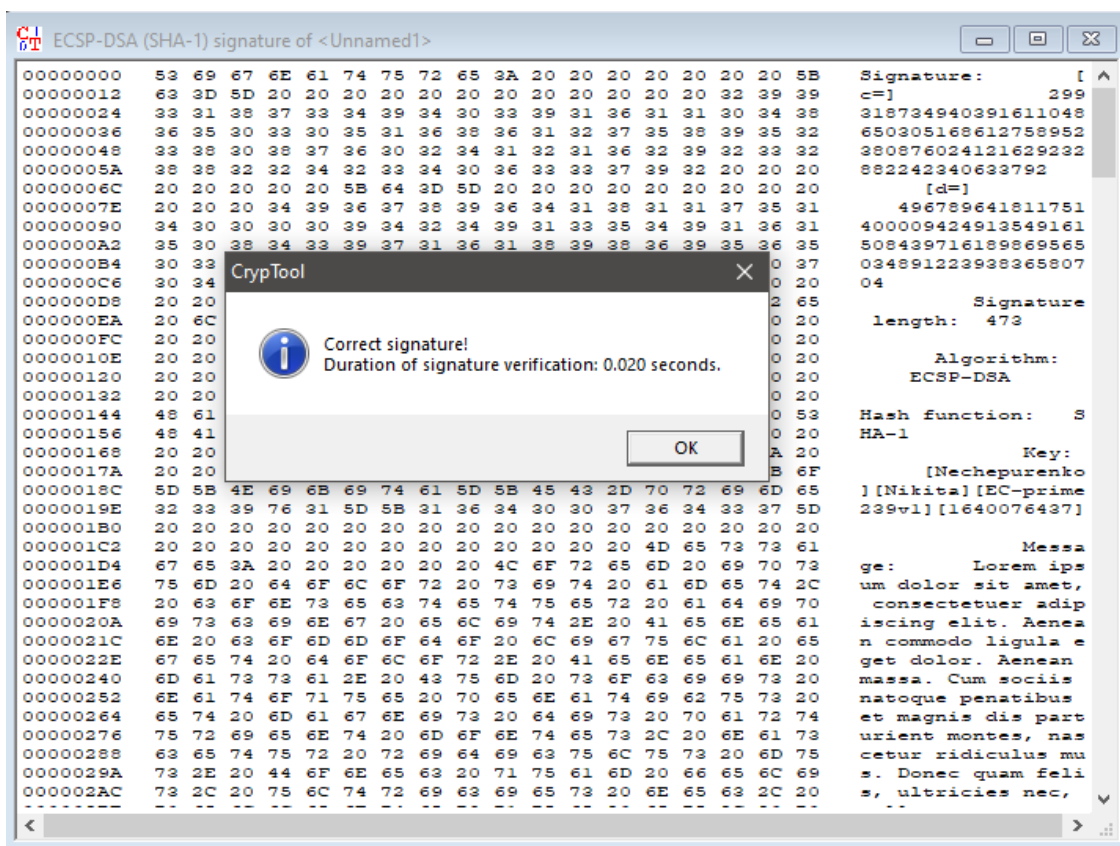 ECSP-DSA (SHA-1) signature of <Unnamed1>
00000000 53 69 67 6E 61 74 75 72 65 3A 20 20 20 20 20 20 20 5B Signature: [
00000012 63 3D 5D 20 20 20 20 20 20 20 20 20 20 20 20 32 39 39 c=] 299
00000024 33 31 38 37 33 34 39 34 30 33 39 31 36 31 31 30 34 38 318734940391611048
00000036 36 35 30 33 30 35 31 36 38 36 31 32 37 35 38 39 35 32 650305168612758952
00000048 33 38 30 38 37 36 30 32 34 31 32 31 36 32 39 32 33 32 380876024121629232
0000005A 38 38 32 32 34 32 33 34 30 36 33 33 37 39 32 20 20 20 882242340633792
0000006C 20 20 20 20 20 5B 64 3D 5D 20 20 20 20 20 20 20 20 20 [d=]
0000007E 20 20 20 34 39 36 37 38 39 36 34 31 38 31 31 37 35 31 496789641811751
00000090 34 30 30 30 30 39 34 32 34 39 31 33 35 34 39 31 36 31 400009424913549161
000000A2 35 30 38 34 33 39 37 31 36 31 38 39 38 36 39 35 36 35 508439716189869565
000000B4 30 33 0 37 034891223938365807
000000C6 30 34 0 20 04
000000D8 20 20 2 65 Signature
000000EA 20 6C 0 20 length: 473
000000FC 20 20 0 20
0000010E 20 20 0 20 Algorithm:
00000120 20 20 0 20 ECSP-DSA
00000132 20 20 0 20
00000144 48 61 0 53 Hash function: S
00000156 48 41 0 20 HA-1
00000168 20 20 A 20 Key:
0000017A 20 20 B 6F [Nechepurenko
CrypTool
Correct signature!
Duration of signature verification: 0.020 seconds.
OK
0000018C 5D 5B 4E 69 6B 69 74 61 5D 5B 45 43 2D 70 72 69 6D 65 ][Nikita][EC-prime
0000019E 32 33 39 76 31 5D 5B 31 36 34 30 30 37 36 34 33 37 5D 239v1][1640076437]
000001B0 20 20 20 20 20 20 20 20 20 20 20 20 20 20 20 20 20 20
000001C2 20 20 20 20 20 20 20 20 20 20 20 20 20 4D 65 73 73 61 Messa
000001D4 67 65 3A 20 20 20 20 20 20 4C 6F 72 65 6D 20 69 70 73 ge: Lorem ips
000001E6 75 6D 20 64 6F 6C 6F 72 20 73 69 74 20 61 6D 65 74 2C um dolor sit amet,
000001F8 20 63 6F 6E 73 65 63 74 65 74 75 65 72 20 61 64 69 70 consectetuer adip
0000020A 69 73 63 69 6E 67 20 65 6C 69 74 2E 20 41 65 6E 65 61 iscing elit. Aenea
0000021C 6E 20 63 6F 6D 6D 6F 64 6F 20 6C 69 67 75 6C 61 20 65 n commodo ligula e
0000022E 67 65 74 20 64 6F 6C 6F 72 2E 20 41 65 6E 65 61 6E 20 get dolor. Aenean
00000240 6D 61 73 73 61 2E 20 43 75 6D 20 73 6F 63 69 69 73 20 massa. Cum sociis
00000252 6E 61 74 6F 71 75 65 20 70 65 6E 61 74 69 62 75 73 20 natoque penatibus
00000264 65 74 20 6D 61 67 6E 69 73 20 64 69 73 20 70 61 72 74 et magnis dis part
00000276 75 72 69 65 6E 74 20 6D 6F 6E 74 65 73 2C 20 6E 61 73 urient montes, nas
00000288 63 65 74 75 72 20 72 69 64 69 63 75 6C 75 73 20 6D 75 cetur ridiculus mu
0000029A 73 2E 20 44 6F 6E 65 63 20 71 75 61 6D 20 66 65 6C 69 s. Donec quam feli
000002AC 73 2C 20 75 6C 74 72 69 63 69 65 73 20 6E 65 63 2C 20 s, ultricies nec,